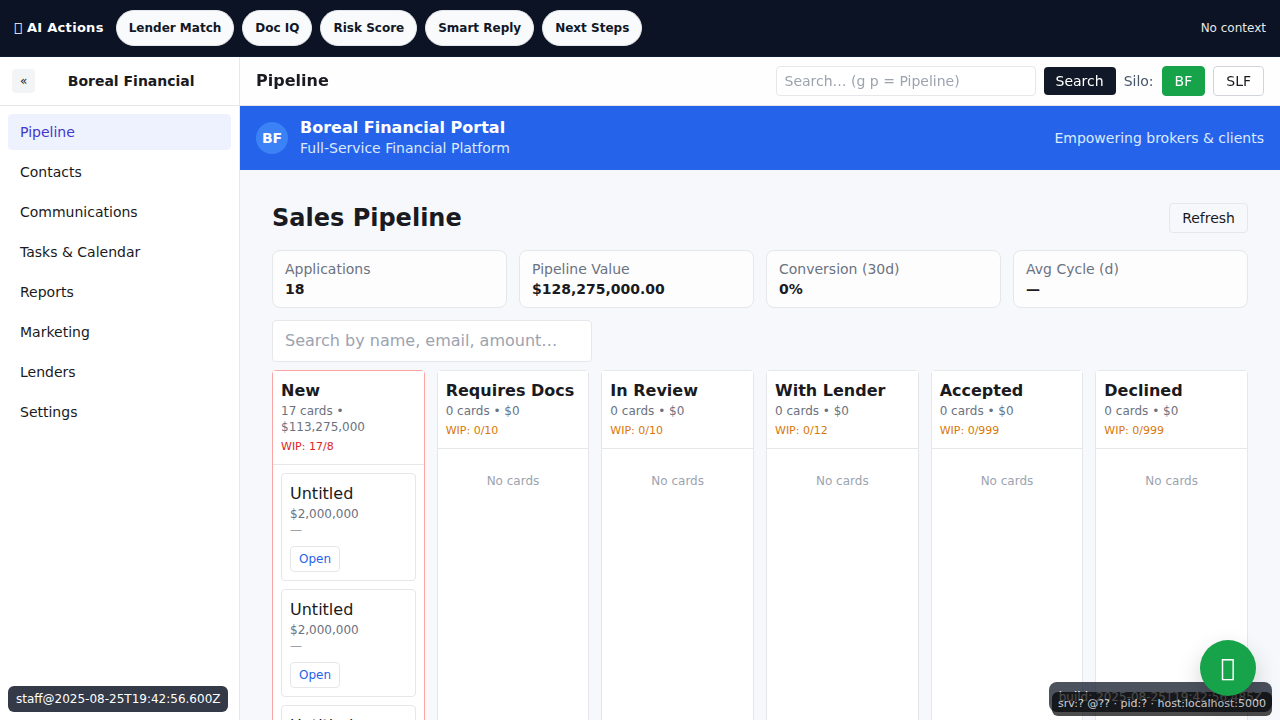 AI Actions
Lender Match
Doc IQ
Risk Score
Smart Reply
Next Steps
No context
«
Boreal Financial
Pipeline
Search... (g p = Pipeline)
Search
Silo:
BF
SLF
Pipeline
Contacts
Communications
Tasks & Calendar
Reports
Marketing
Lenders
Settings
BF
Boreal Financial Portal
Full-Service Financial Platform
Empowering brokers & clients
Sales Pipeline
Refresh
Applications
18
Pipeline Value
$128,275,000.00
Conversion (30d)
0%
Avg Cycle (d)
—
Search by name, email, amount...
New
17 cards •
$113,275,000
WIP: 17/8
Untitled
$2,000,000
—
Open
Untitled
$2,000,000
—
Open
Untitled
Requires Docs
0 cards • $0
WIP: 0/10
No cards
In Review
0 cards • $0
WIP: 0/10
No cards
With Lender
0 cards • $0
WIP: 0/12
No cards
Accepted
0 cards • $0
WIP: 0/999
No cards
Declined
0 cards • $0
WIP: 0/999
No cards
staff@2025-08-25T19:42:56.600Z
srv:? @?? · pid:? · host:localhost:5000